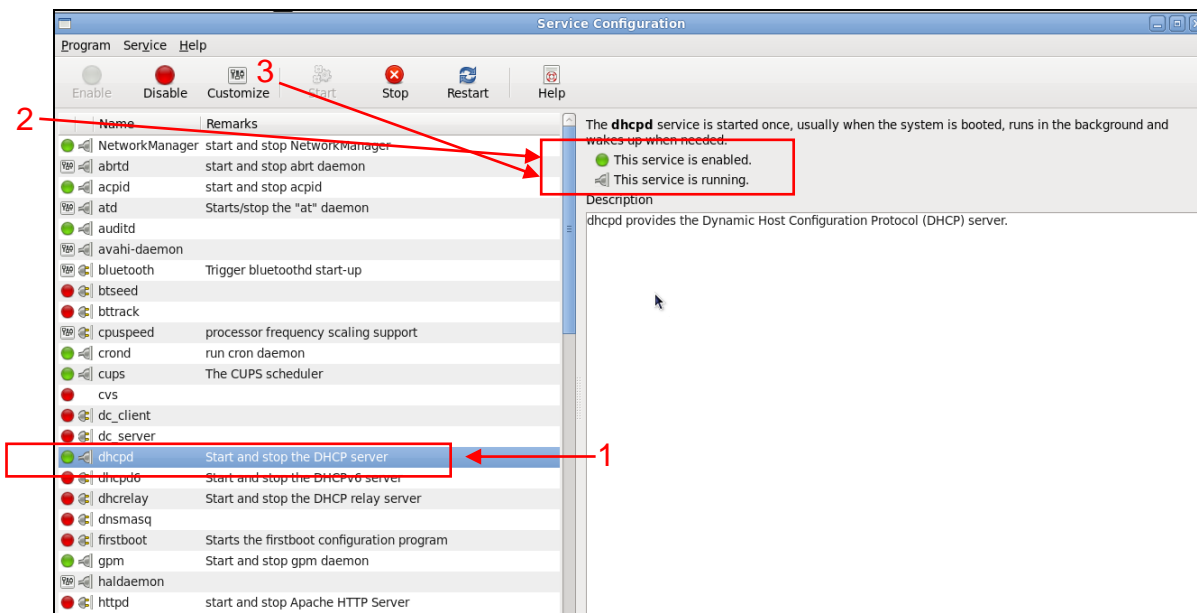 Service Configuration
Program Service Help
Enable Disable Customize Start Stop Restart Help
3
2
1
Name Remarks
NetworkManager start and stop NetworkManager
abrtd start and stop abrt daemon
acpid start and stop acpid
atd Starts/stop the "at" daemon
auditd
avahi-daemon
bluetooth Trigger bluetoothd start-up
btseed
bttrack
cpuspeed processor frequency scaling support
crond run cron daemon
cups The CUPS scheduler
cvs
dc_client
dc_server
dhcpd Start and stop the DHCP server
dhcpd6 Start and stop the DHCPv6 server
dhcrelay Start and stop the DHCP relay server
dnsmasq
firstboot Starts the firstboot configuration program
gpm Start and stop gpm daemon
haldaemon
httpd start and stop Apache HTTP Server
The dhcpd service is started once, usually when the system is booted, runs in the background and
wakes up when needed.
This service is enabled.
This service is running.
Description
dhcpd provides the Dynamic Host Configuration Protocol (DHCP) server.